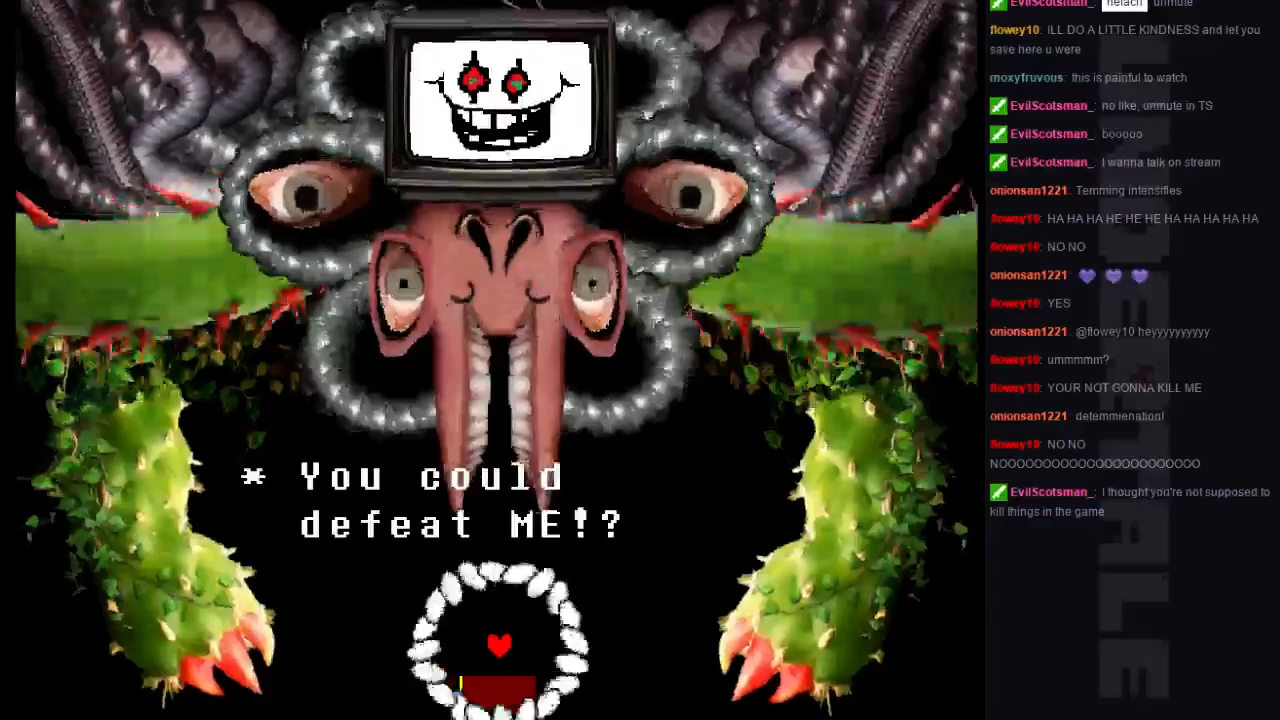 * You could
defeat ME!?
EvilScotsman_: helach unmute
flowey10: ILL DO A LITTLE KINDNESS and let you
save here u were
moxyfruvous: this is painful to watch
EvilScotsman_: no like, unmute in TS
EvilScotsman_: booooo
EvilScotsman_: I wanna talk on stream
onionsan1221: Temming intensifies
flowey10: HA HA HA HE HE HE HA HA HA HA HA
flowey10: NO NO
onionsan1221: 💜 💜 💜
flowey10: YES
onionsan1221: @flowey10 heyyyyyyyyyy
flowey10: ummmmm?
flowey10: YOUR NOT GONNA KILL ME
onionsan1221: detemmienation!
flowey10: NO NO
NOOOOOOOOOOOOOOOOOOOOOOO
EvilScotsman_: I thought you're not supposed to
kill things in the game
UNDERTALE